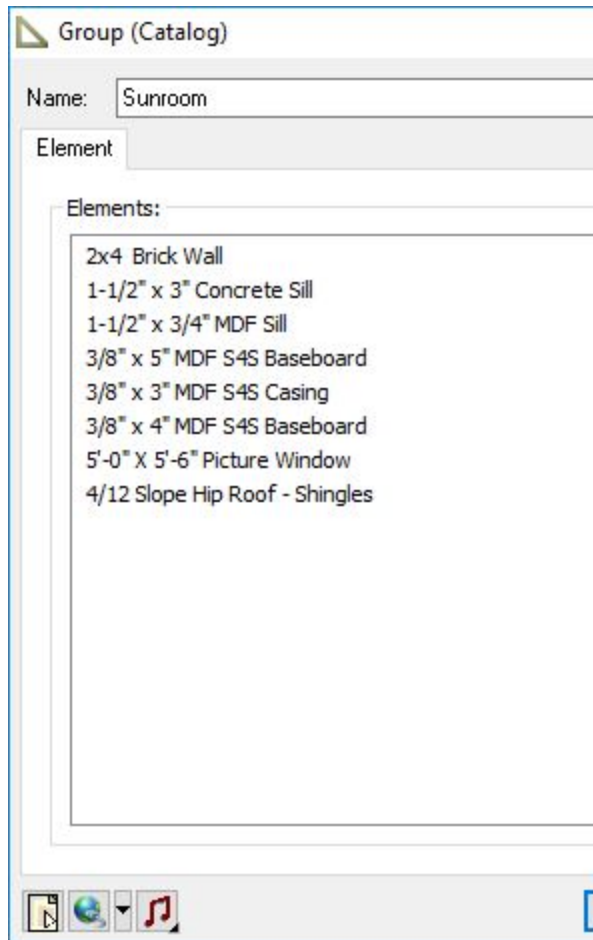 Group (Catalog)
Name: Sunroom
Element
Elements:
2x4 Brick Wall
1-1/2" x 3" Concrete Sill
1-1/2" x 3/4" MDF Sill
3/8" x 5" MDF S4S Baseboard
3/8" x 3" MDF S4S Casing
3/8" x 4" MDF S4S Baseboard
5'-0" X 5'-6" Picture Window
4/12 Slope Hip Roof - Shingles